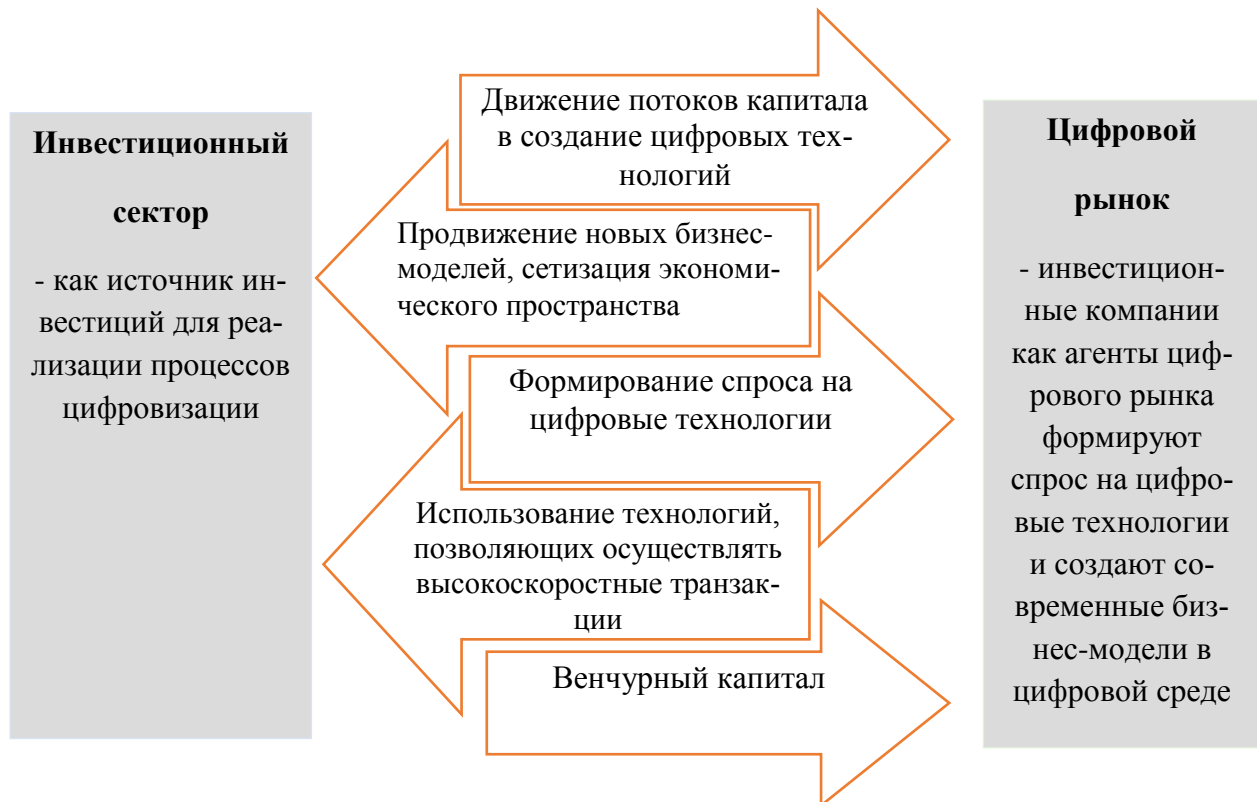 Инвестиционный
сектор
- как источник ин-
вестиций для реа-
лизации процессов
цифровизации
Движение потоков капитала
в создание цифровых тех-
нологий
Продвижение новых бизнес-
моделей, сетизация экономи-
ческого пространства
Формирование спроса на
цифровые технологии
Использование технологий,
позволяющих осуществлять
высокоскоростные транзак-
ции
Венчурный капитал
Цифровой
рынок
- инвестицион-
ные компании
как агенты циф-
рового рынка
формируют
спрос на цифро-
вые технологии
и создают со-
временные биз-
нес-модели в
цифровой среде